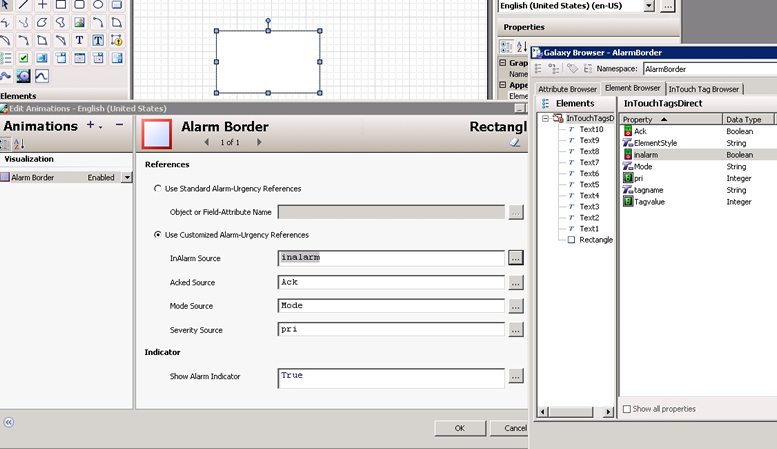 Elements
English (United States) (en-US)
Properties
Grap
Name
Appe
Eleme
Edit Animations - English (United States)
Animations
Visualization
Alarm Border Enabled
Alarm Border
1 of 1
Rectangl
References
Use Standard Alarm-Urgency References
Object or Field-Attribute Name
...
Use Customized Alarm-Urgency References
InAlarm Source inalarm ...
Acked Source Ack ...
Mode Source Mode ...
Severity Source pri ...
Indicator
Show Alarm Indicator True ...
OK Cancel
Galaxy Browser - AlarmBorder
Namespace: AlarmBorder
Attribute Browser Element Browser InTouch Tag Browser
Elements
InTouchTagsD
Text10
Text9
Text8
Text7
Text6
Text5
Text4
Text3
Text2
Text1
Rectangle
InTouchTagsDirect
Property Data Type
Ack Boolean
ElementStyle String
inalarm Boolean
Mode String
pri Integer
tagname String
Tagvalue Integer
Show all properties